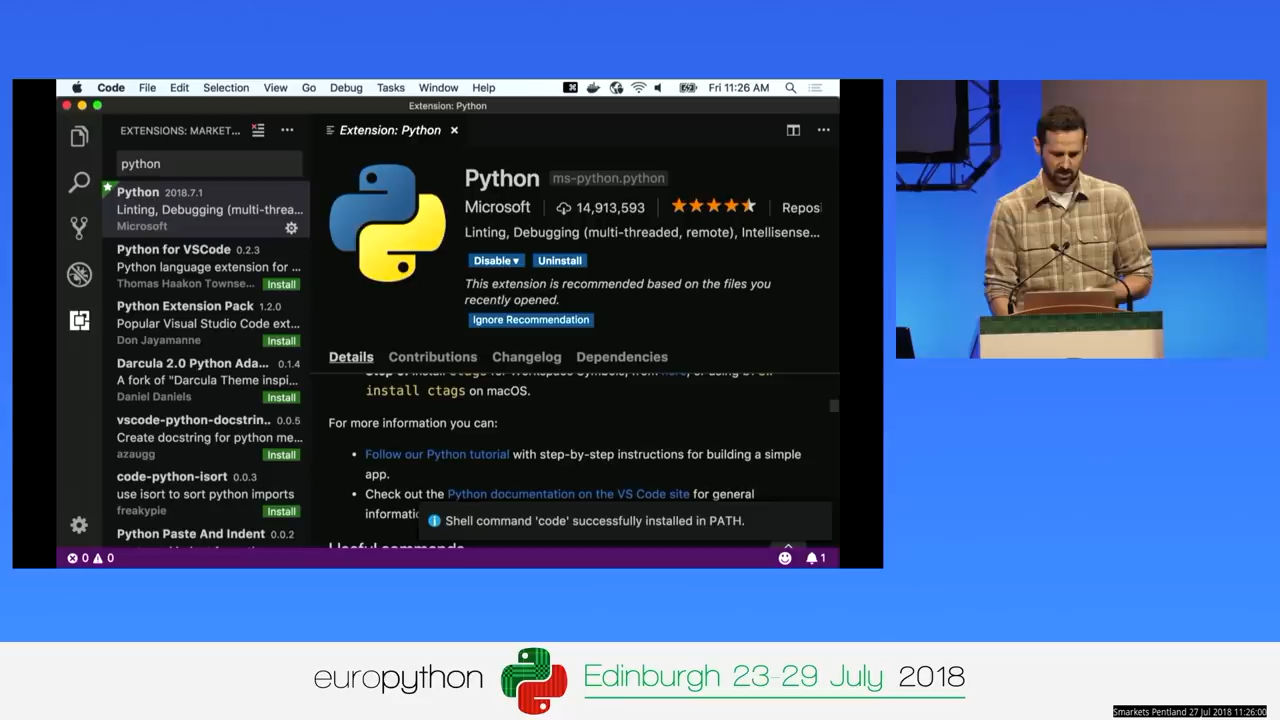 Code File Edit Selection View Go Debug Tasks Window Help Fri 11:26 AM
Extension: Python
EXTENSIONS: MARKET...
Extension: Python
python
Python 2018.7.1
Linting, Debugging (multi-threa...
Microsoft
Python for VSCode 0.2.3
Python language extension for ...
Thomas Haakon Townse... Install
Python Extension Pack 1.2.0
Popular Visual Studio Code ext...
Don Jayamanne Install
Darcula 2.0 Python Ada... 0.1.4
A fork of "Darcula Theme inspi...
Daniel Daniels Install
vscode-python-docstrin.. 0.0.5
Create docstring for python me...
azaugg Install
code-python-isort 0.0.3
use isort to sort python imports
freakypie Install
Python Paste And Indent 0.0.2
Python ms-python.python
Microsoft 14,913,593 Repos
Linting, Debugging (multi-threaded, remote), Intellisense...
Disable Uninstall
This extension is recommended based on the files you
recently opened.
Ignore Recommendation
Details Contributions Changelog Dependencies
install ctags on macOS.
For more information you can:
Follow our Python tutorial with step-by-step instructions for building a simple
app.
Check out the Python documentation on the VS Code site for general
Shell command 'code' successfully installed in PATH.
0 0
1
europython Edinburgh 23-29 July 2018
Smarkets Pentland 27 Jul 2018 11:26:00